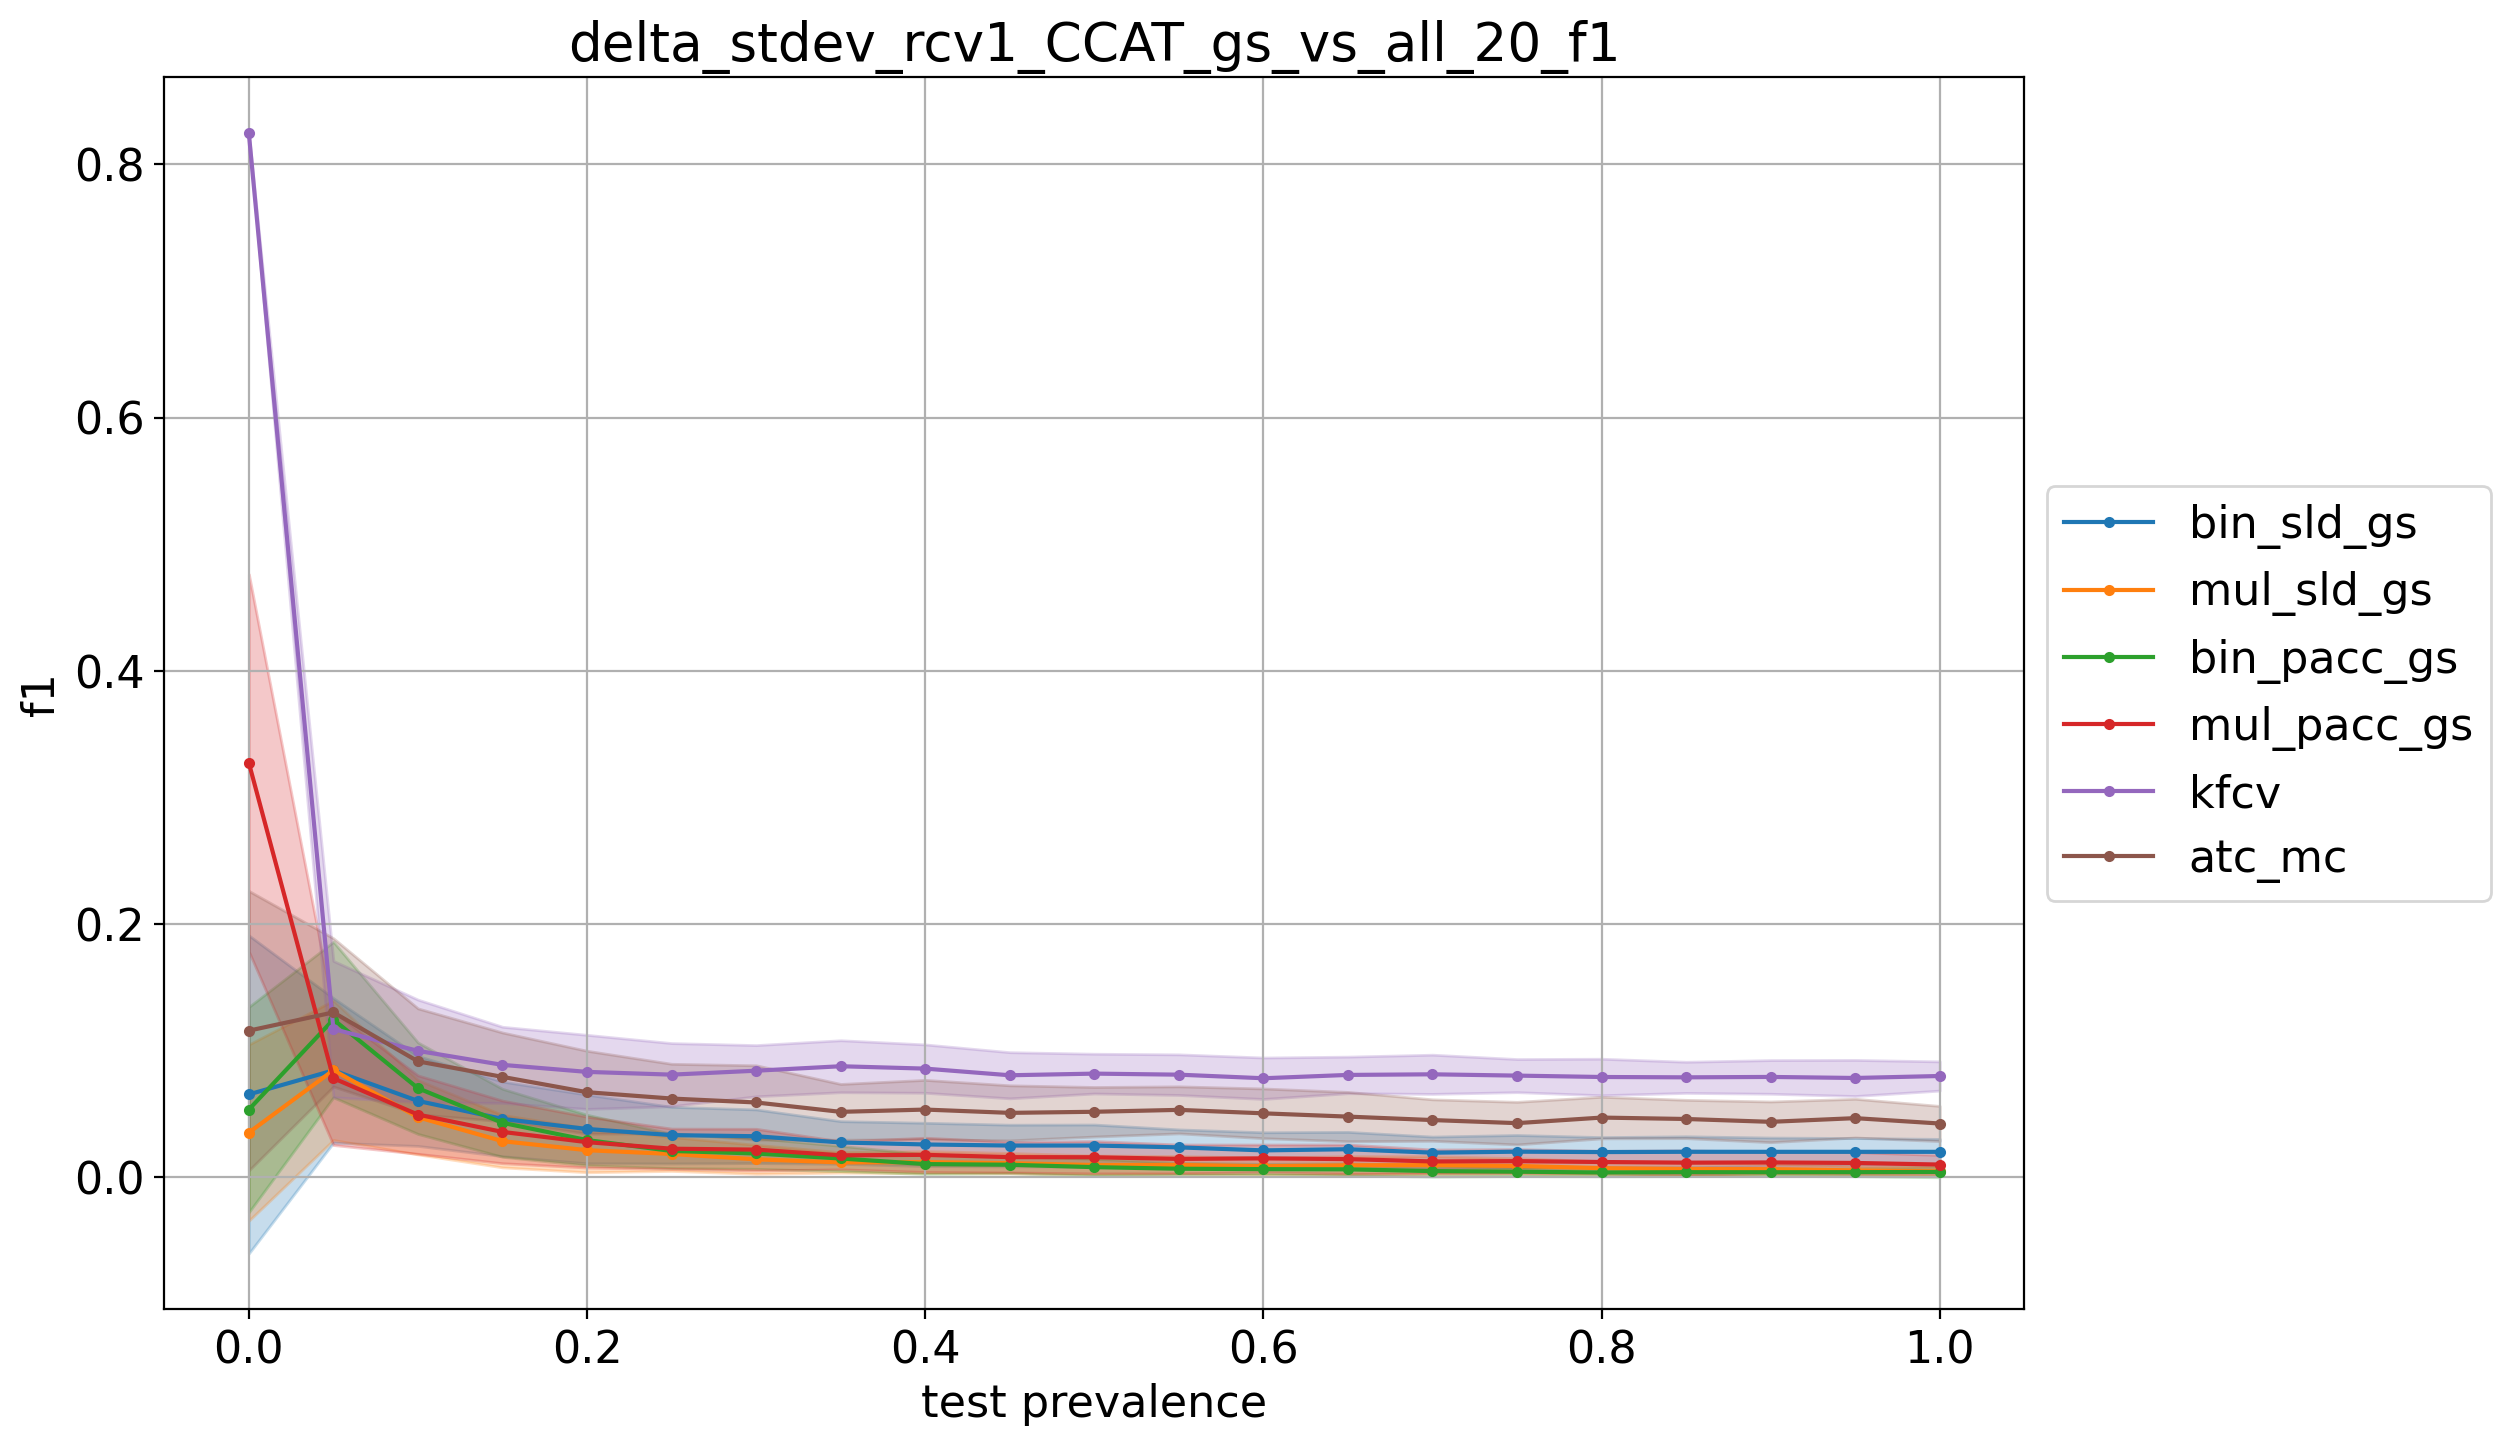 delta_stdev_rcv1_CCAT_gs_vs_all_20_f1
0.8
0.6
0.4
0.2
0.0
f1
0.0 0.2 0.4 0.6 0.8 1.0
test prevalence
bin_sld_gs
mul_sld_gs
bin_pacc_gs
mul_pacc_gs
kfcv
atc_mc